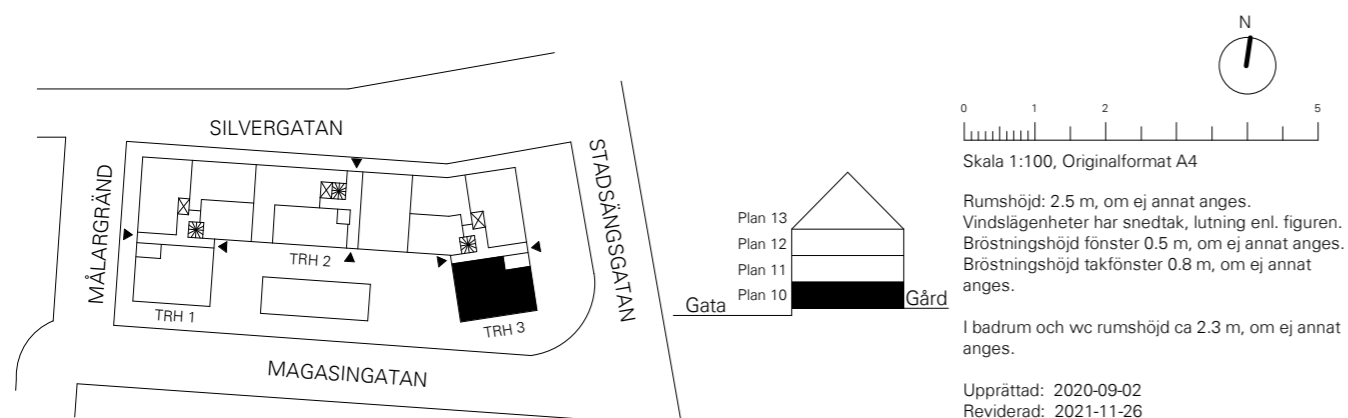 SILVERGATAN
MÅLARGRÄND
STADSÄNGSGATAN
TRH 2
TRH 1
TRH 3
MAGASINGATAN
Plan 13
Plan 12
Plan 11
Plan 10
Gata
Gård
N
0 1 2 5
Skala 1:100, Originalformat A4
Rumshöjd: 2.5 m, om ej annat anges.
Vindslägenheter har snedtak, lutning enl. figuren.
Bröstningshöjd fönster 0.5 m, om ej annat anges.
Bröstningshöjd takfönster 0.8 m, om ej annat
anges.
I badrum och wc rumshöjd ca 2.3 m, om ej annat
anges.
Upprättad: 2020-09-02
Reviderad: 2021-11-26